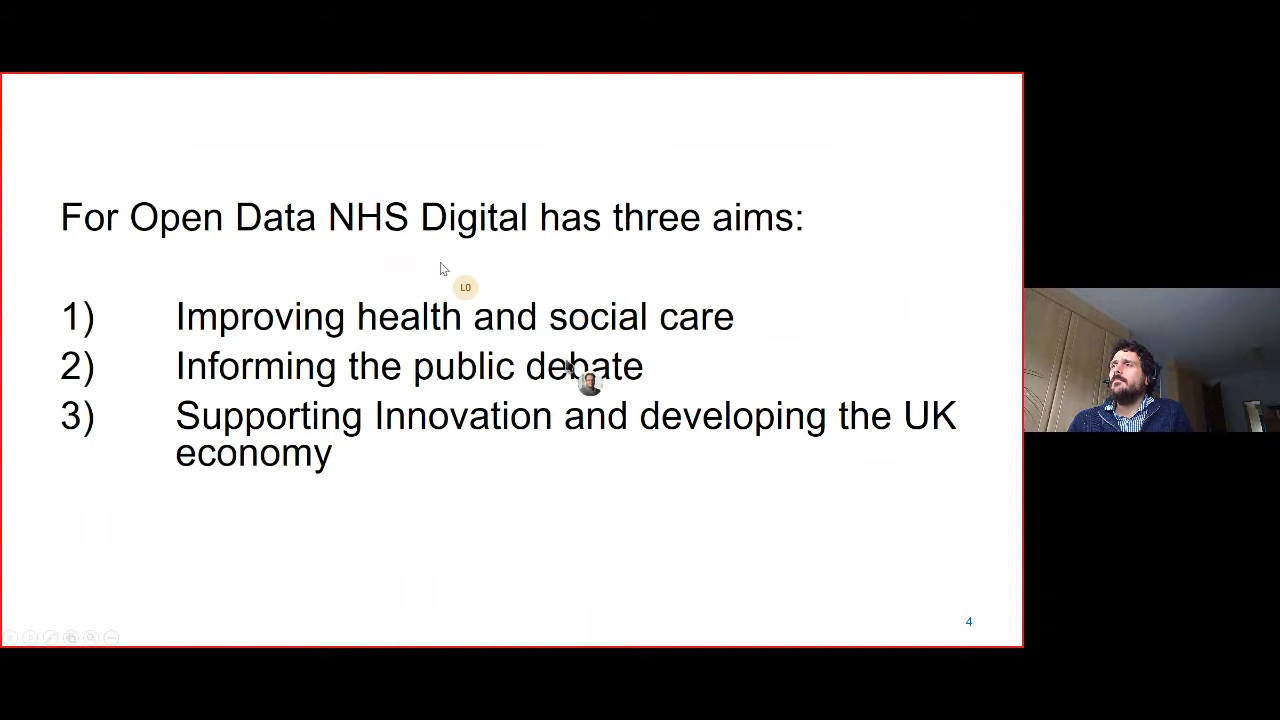 For Open Data NHS Digital has three aims:
LO
1) Improving health and social care
2) Informing the public debate
3) Supporting Innovation and developing the UK
economy
4